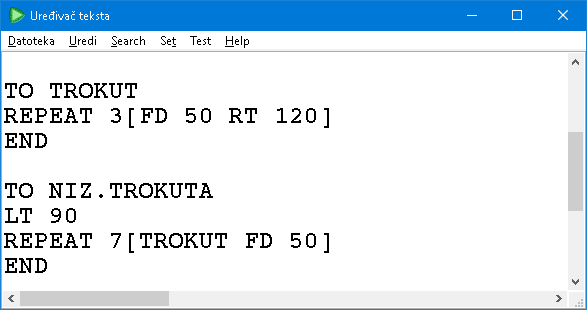 Uređivač teksta
Datoteka Uredi Search Set Test Help
TO TROKUT
REPEAT 3[FD 50 RT 120]
END
TO NIZ.TROKUTA
LT 90
REPEAT 7[TROKUT FD 50]
END